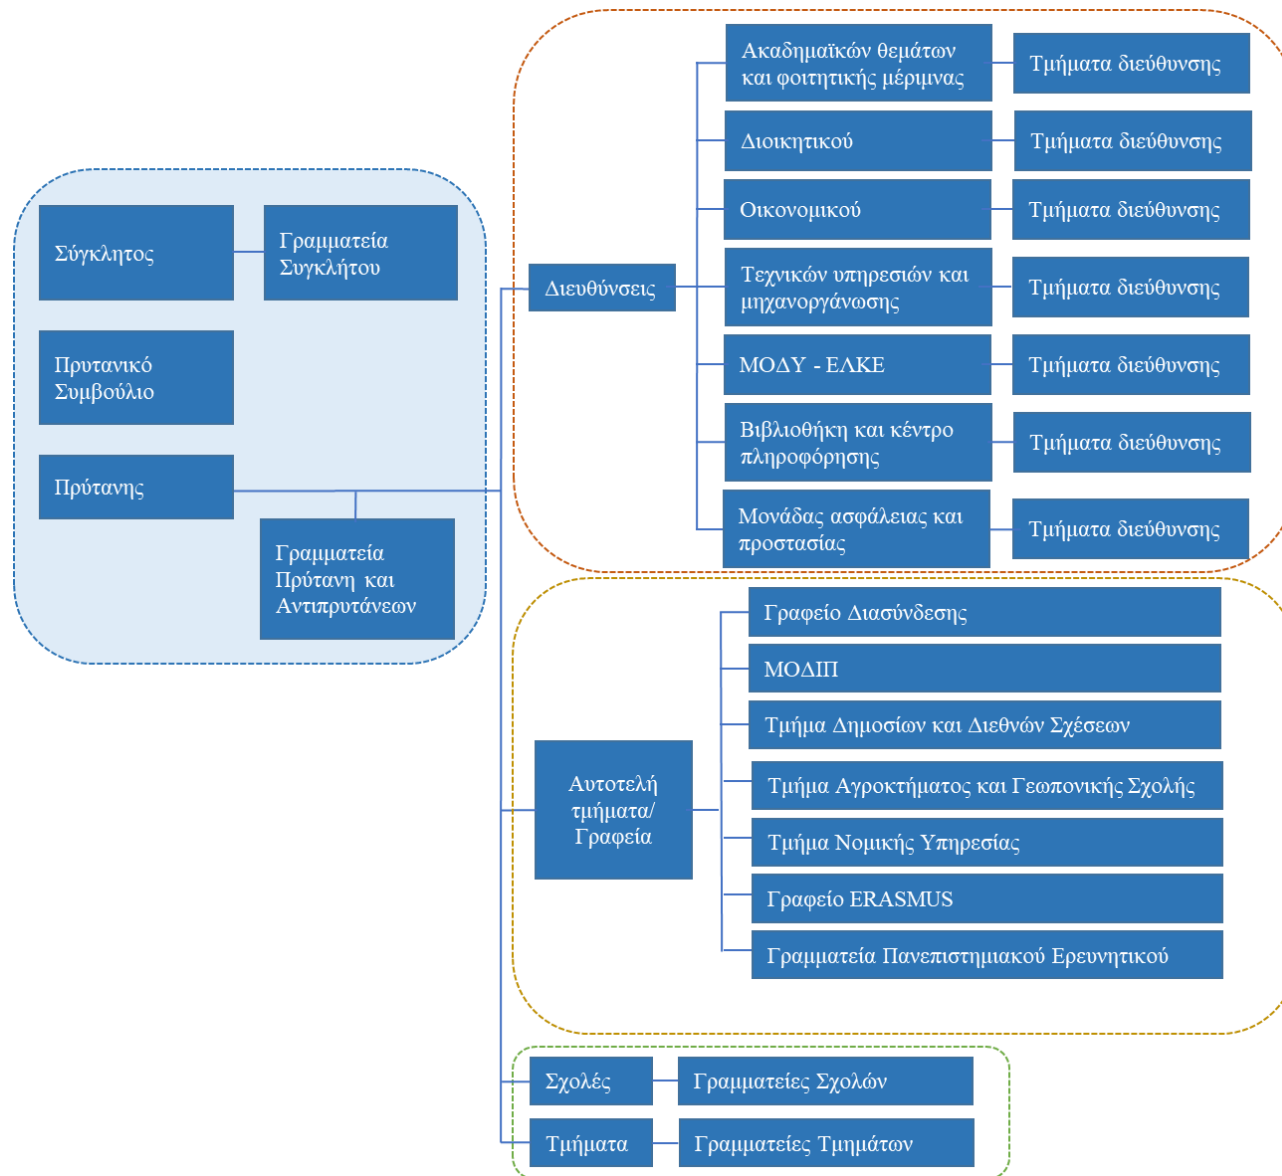 Σύγκλητος
Γραμματεία
Συγκλήτου
Πρυτανικό
Συμβούλιο
Πρύτανης
Γραμματεία
Πρύτανη και
Αντιπρυτάνεων
Διευθύνσεις
Ακαδημαϊκών θεμάτων
και φοιτητικής μέριμνας
Τμήματα διεύθυνσης
Διοικητικού
Τμήματα διεύθυνσης
Οικονομικού
Τμήματα διεύθυνσης
Τεχνικών υπηρεσιών και
μηχανοργάνωσης
Τμήματα διεύθυνσης
ΜΟΔΥ - ΕΛΚΕ
Τμήματα διεύθυνσης
Βιβλιοθήκη και κέντρο
πληροφόρησης
Τμήματα διεύθυνσης
Μονάδας ασφάλειας και
προστασίας
Τμήματα διεύθυνσης
Αυτοτελή
τμήματα/
Γραφεία
Γραφείο Διασύνδεσης
ΜΟΔΙΠ
Τμήμα Δημοσίων και Διεθνών Σχέσεων
Τμήμα Αγροκτήματος και Γεωπονικής Σχολής
Τμήμα Νομικής Υπηρεσίας
Γραφείο ERASMUS
Γραμματεία Πανεπιστημιακού Ερευνητικού
Σχολές
Γραμματείες Σχολών
Τμήματα
Γραμματείες Τμημάτων